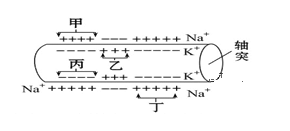 甲
++++ --- +++++ Na⁺
---- +++ ----- K⁺
乙
轴突
丙
---- +++ ----- K⁺
Na⁺ ++++ --- +++++ Na⁺
丁